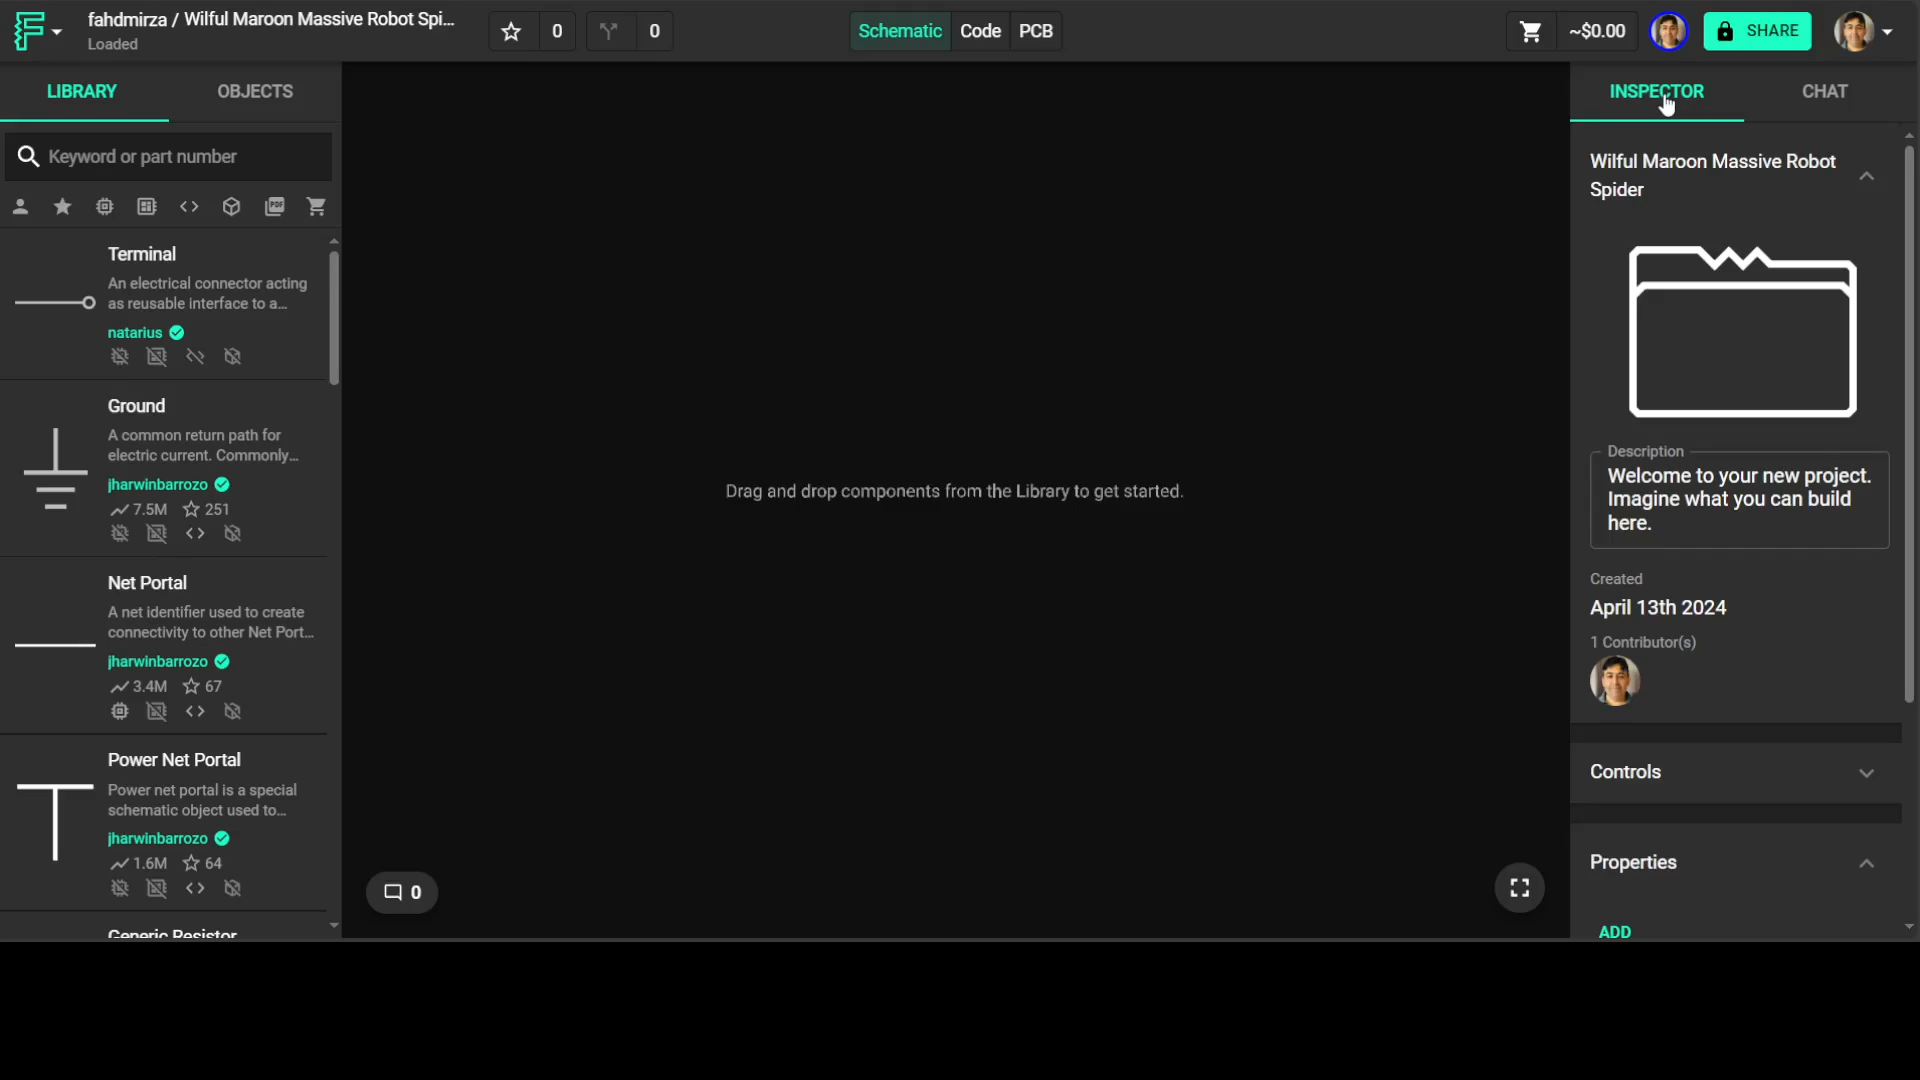 fahdmirza / Wilful Maroon Massive Robot Spi...
Loaded
0
0
Schematic
Code
PCB
~$0.00
SHARE
LIBRARY
OBJECTS
Keyword or part number
Terminal
An electrical connector acting
as reusable interface to a...
natarius
Ground
A common return path for
electric current. Commonly...
jharwinbarrozo
7.5M
251
Net Portal
A net identifier used to create
connectivity to other Net Port...
jharwinbarrozo
3.4M
67
Power Net Portal
Power net portal is a special
schematic object used to...
jharwinbarrozo
1.6M
64
Generic Resistor
Drag and drop components from the Library to get started.
0
INSPECTOR
CHAT
Wilful Maroon Massive Robot
Spider
Description
Welcome to your new project.
Imagine what you can build
here.
Created
April 13th 2024
1 Contributor(s)
Controls
Properties
ADD